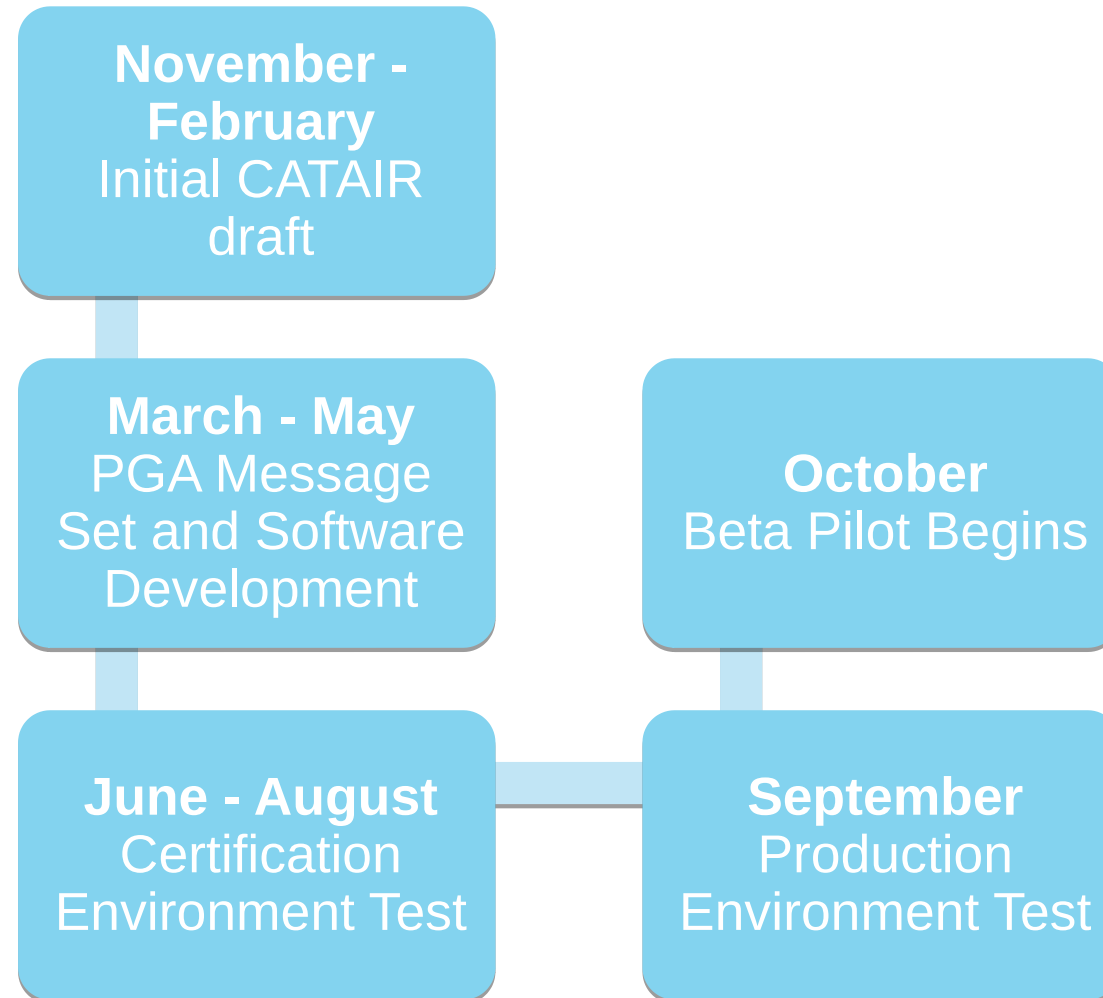 November -
February
Initial CATAIR
draft
March - May
PGA Message
Set and Software
Development
June - August
Certification
Environment Test
September
Production
Environment Test
October
Beta Pilot Begins